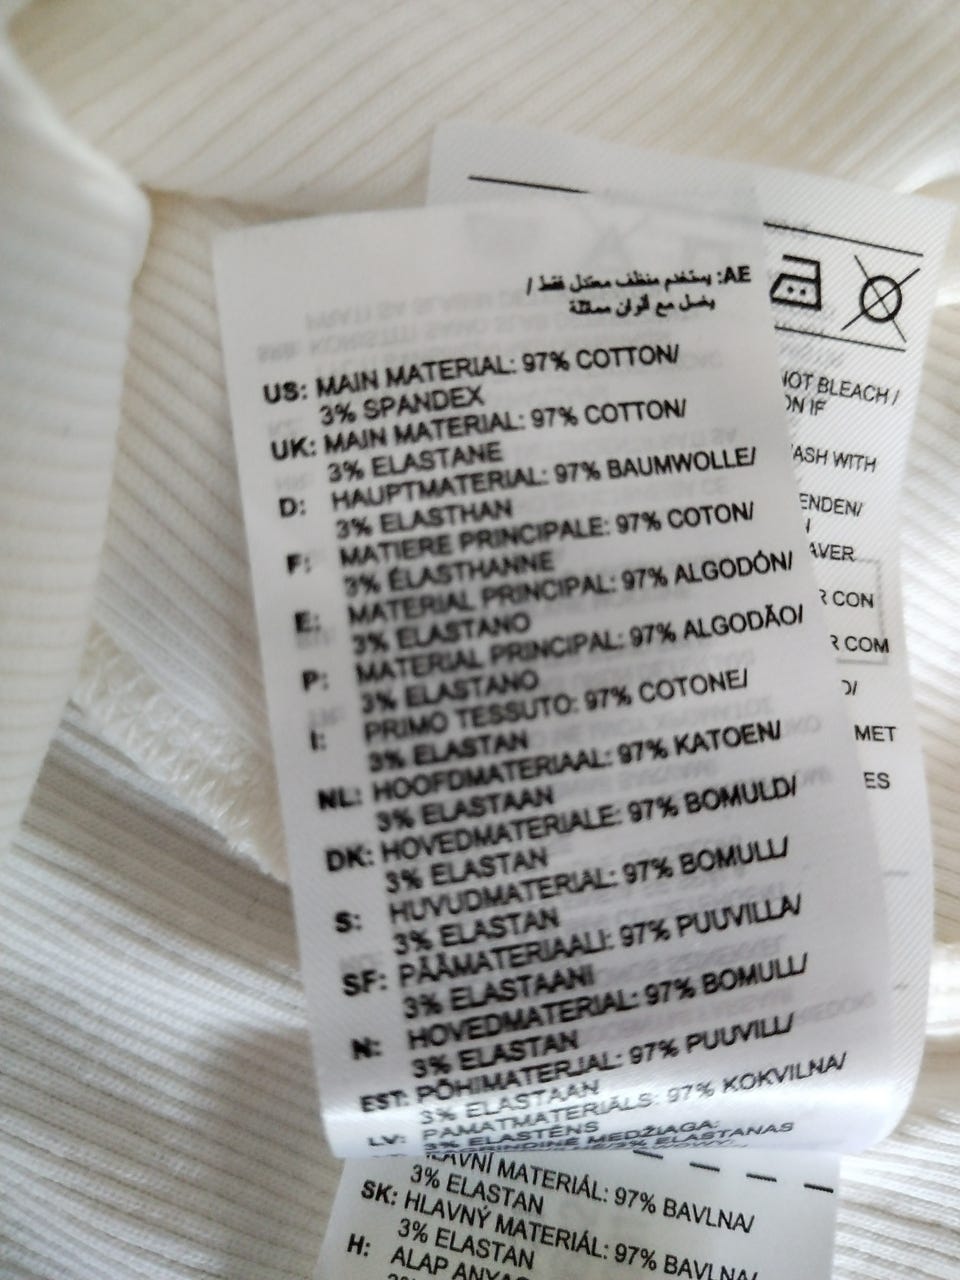 AE: يستخدم منظف معتدل فقط /
يغسل مع ألوان مماثلة
US: MAIN MATERIAL: 97% COTTON/
3% SPANDEX
UK: MAIN MATERIAL: 97% COTTON/
3% ELASTANE
D: HAUPTMATERIAL: 97% BAUMWOLLE/
3% ELASTHAN
F: MATIERE PRINCIPALE: 97% COTON/
3% ÉLASTHANNE
E: MATERIAL PRINCIPAL: 97% ALGODÓN/
3% ELASTANO
P: MATERIAL PRINCIPAL: 97% ALGODÃO/
3% ELASTANO
I: PRIMO TESSUTO: 97% COTONE/
3% ELASTAN
NL: HOOFDMATERIAAL: 97% KATOEN/
3% ELASTAAN
DK: HOVEDMATERIALE: 97% BOMULD/
3% ELASTAN
S: HUVUDMATERIAL: 97% BOMULL/
3% ELASTAN
SF: PÄÄMATERIAALI: 97% PUUVILLA/
3% ELASTAANI
N: HOVEDMATERIAL: 97% BOMULL/
3% ELASTAN
EST: PÕHIMATERJAL: 97% PUUVILL/
3% ELASTAAN
LV: PAMATMATERIĀLS: 97% KOKVILNA/
3% ELASTĒNS
MEDŽIAGA:
3% ELASTANAS
HLAVNÍ MATERIÁL: 97% BAVLNA/
3% ELASTAN
SK: HLAVNÝ MATERIÁL: 97% BAVLNA/
3% ELASTAN
H: ALAP
NOT BLEACH /
ON IF
WASH WITH
ENDEN/
AVER
R CON
R COM
O/
MET
ES